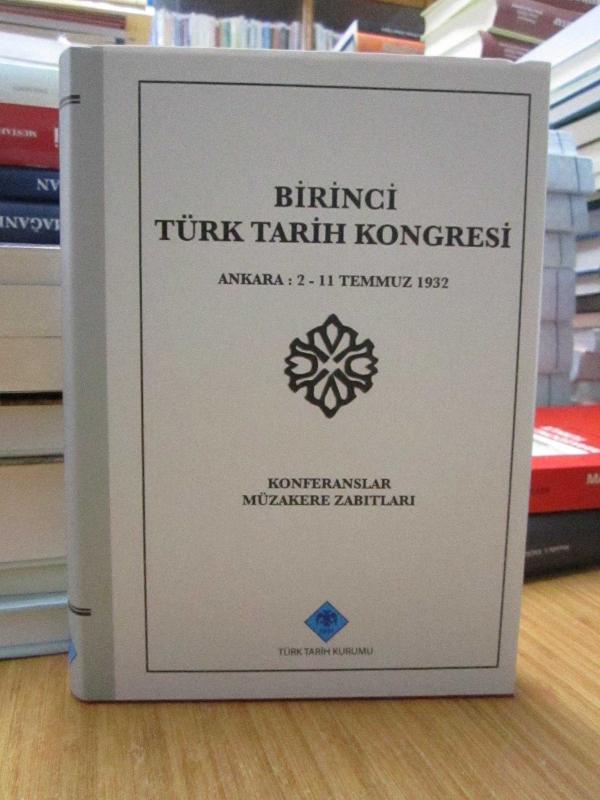 BİRİNCİ
TÜRK TARİH KONGRESİ
ANKARA : 2 - 11 TEMMUZ 1932
KONFERANSLAR
MÜZAKERE ZABITLARI
TÜRK TARİH KURUMU